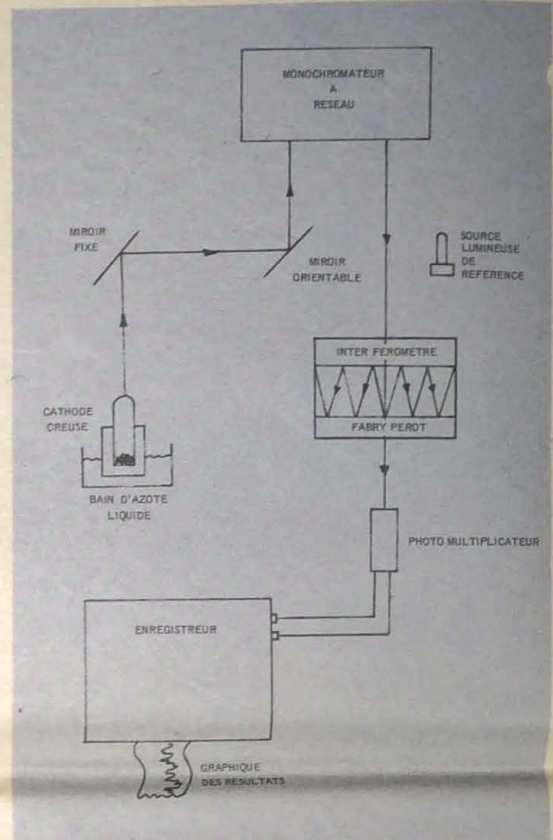 MONOCHROMATEUR
A
RESEAU
MIROIR
FIXE
MIROIR
ORIENTABLE
SOURCE
LUMINEUSE
DE
REFERENCE
INTER FEROMETRE
FABRY PEROT
CATHODE
CREUSE
BAIN D'AZOTE
LIQUIDE
PHOTO MULTIPLICATEUR
ENREGISTREUR
GRAPHIQUE
DES RESULTATS